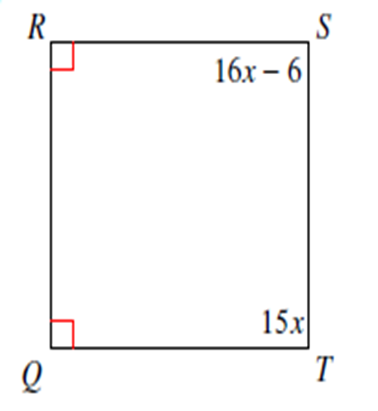 R S
16x – 6
15x
Q T